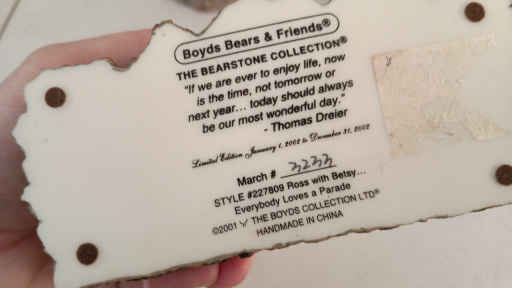 Boyds Bears & Friends®
THE BEARSTONE COLLECTION®
"If we are ever to enjoy life, now
is the time, not tomorrow or
next year... today should always
be our most wonderful day."
- Thomas Dreier
Limited Edition January 1, 2002 to December 31, 2002
March # 3233
STYLE #227809 Ross with Betsy...
Everybody Loves a Parade
©2001 THE BOYDS COLLECTION LTD®
HANDMADE IN CHINA